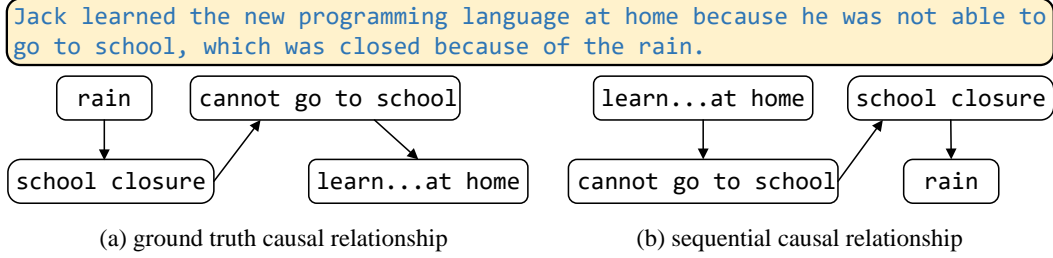 Jack learned the new programming language at home because he was not able to
go to school, which was closed because of the rain.
rain
cannot go to school
school closure
learn...at home
(a) ground truth causal relationship
learn...at home
school closure
cannot go to school
rain
(b) sequential causal relationship